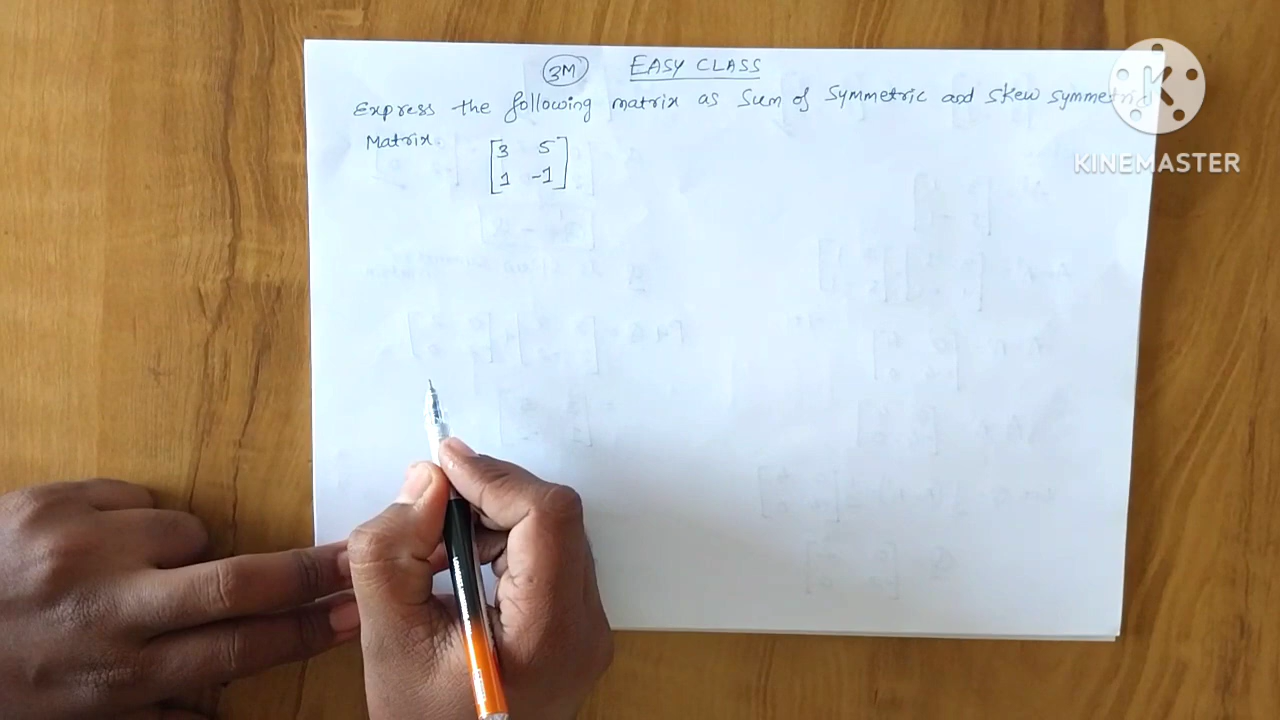 3M EASY CLASS
Express the following matrix as Sum of Symmetric and Skew Symmetric
Matrix.
3 5
1 -1
K
KINEMASTER